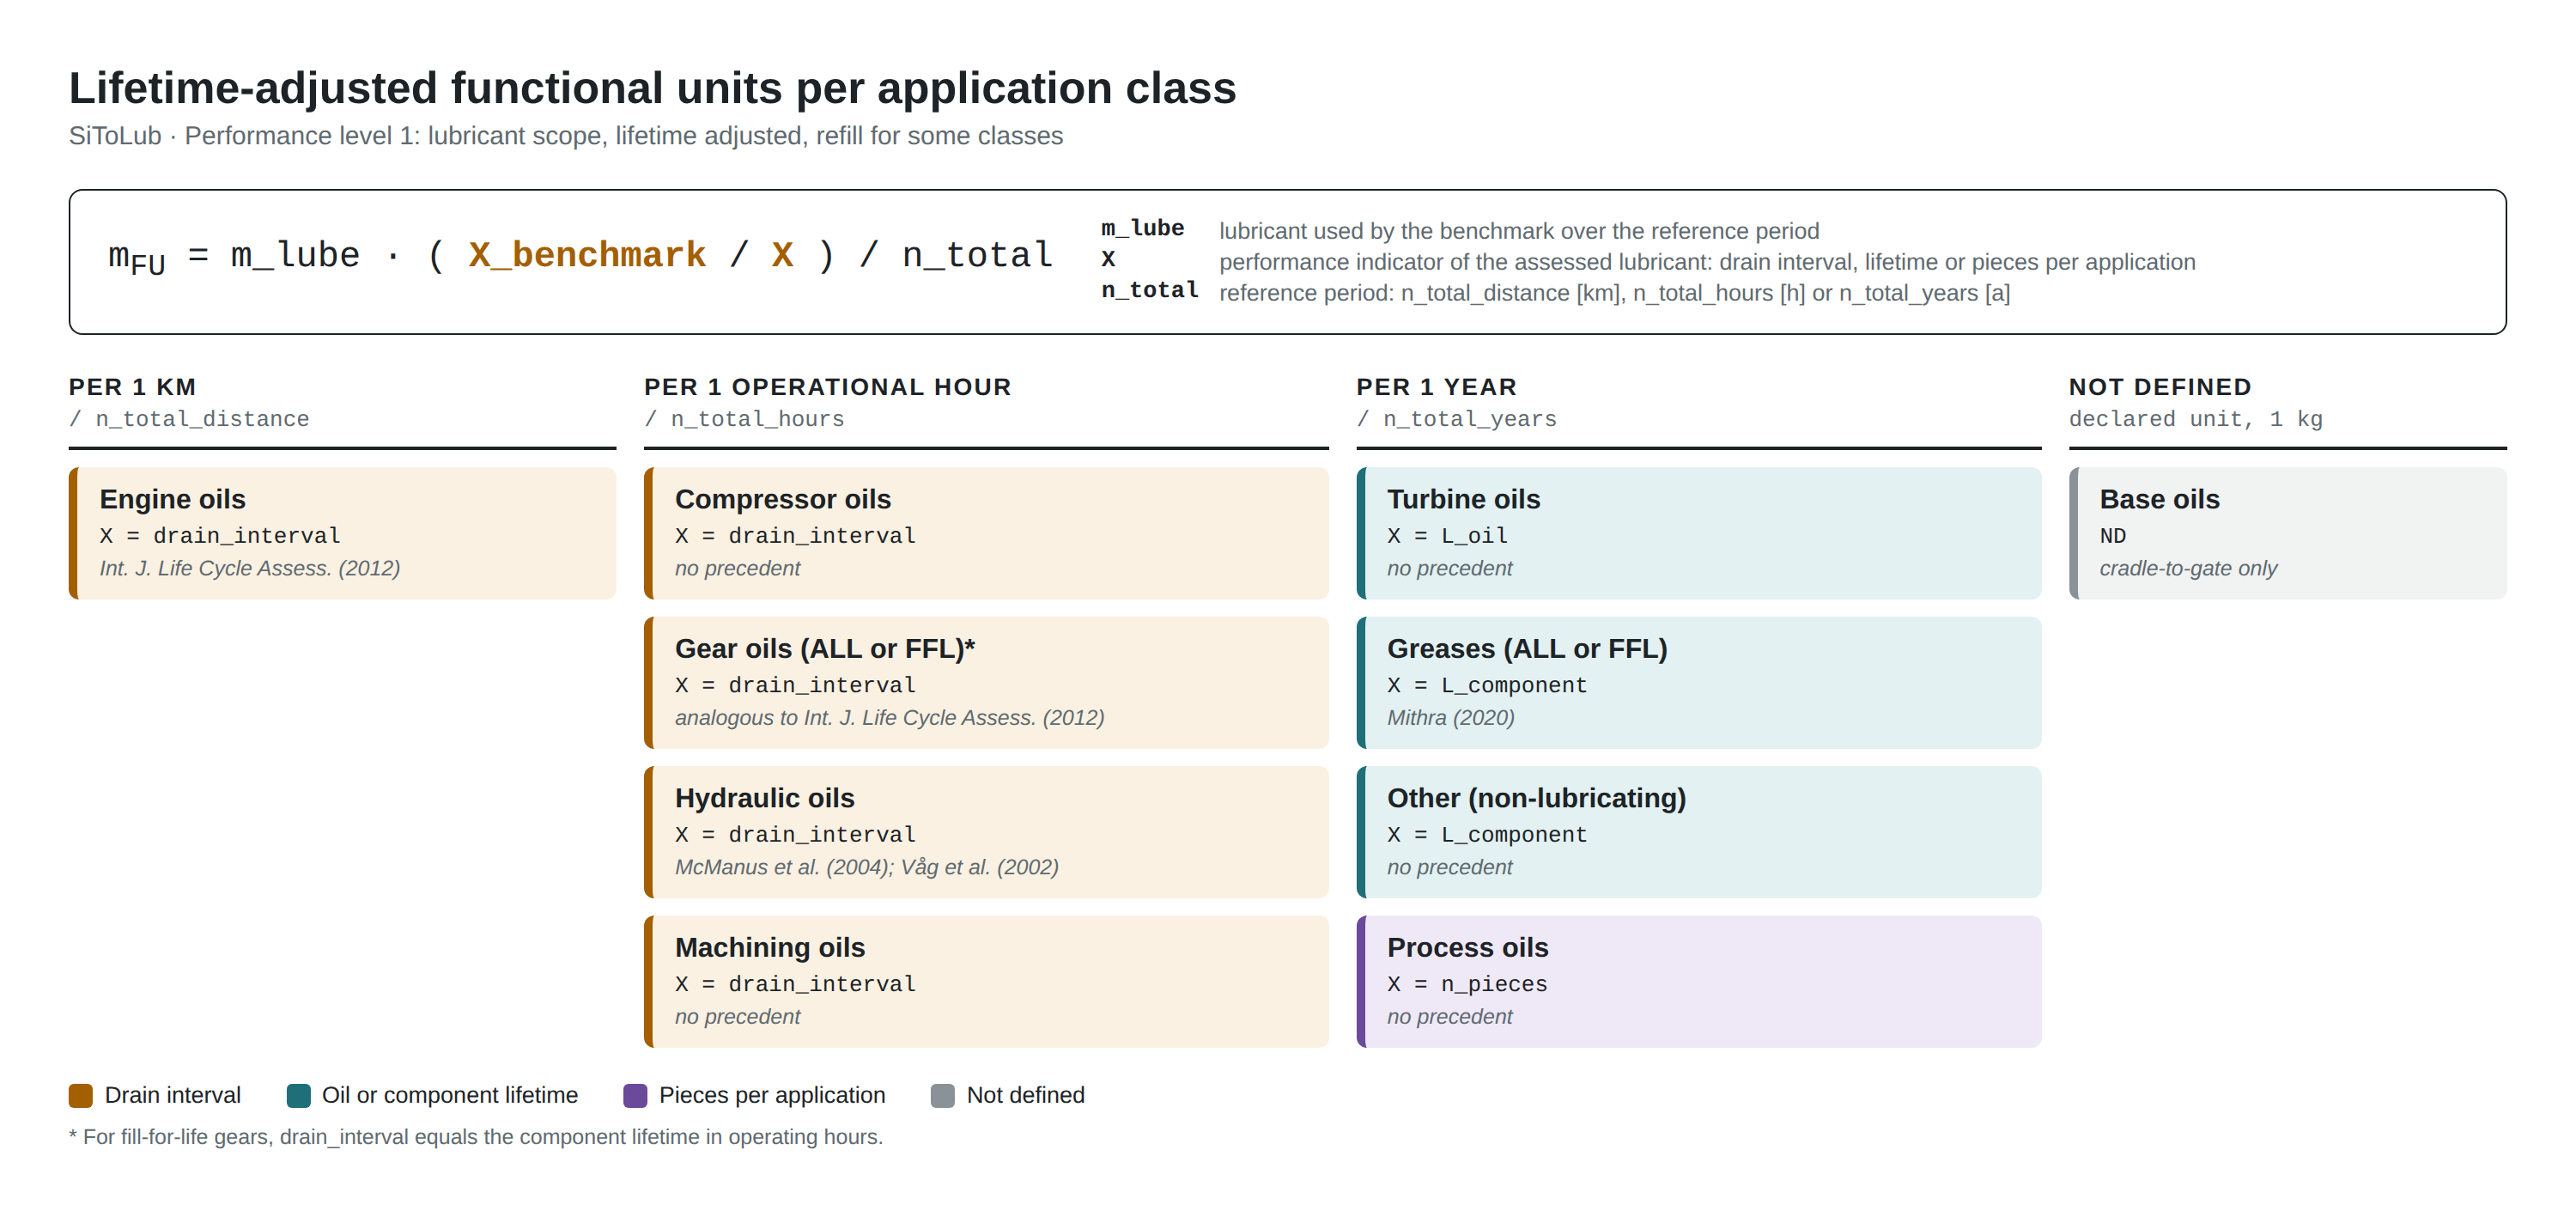 Lifetime-adjusted functional units per application class
SiToLub · Performance level 1: lubricant scope, lifetime adjusted, refill for some classes
mFU = m_lube · ( X_benchmark / X ) / n_total
m_lube lubricant used by the benchmark over the reference period
X performance indicator of the assessed lubricant: drain interval, lifetime or pieces per application
n_total reference period: n_total_distance [km], n_total_hours [h] or n_total_years [a]
PER 1 KM
/ n_total_distance
Engine oils
X = drain_interval
Int. J. Life Cycle Assess. (2012)
PER 1 OPERATIONAL HOUR
/ n_total_hours
Compressor oils
X = drain_interval
no precedent
Gear oils (ALL or FFL)*
X = drain_interval
analogous to Int. J. Life Cycle Assess. (2012)
Hydraulic oils
X = drain_interval
McManus et al. (2004); Våg et al. (2002)
Machining oils
X = drain_interval
no precedent
PER 1 YEAR
/ n_total_years
Turbine oils
X = L_oil
no precedent
Greases (ALL or FFL)
X = L_component
Mithra (2020)
Other (non-lubricating)
X = L_component
no precedent
Process oils
X = n_pieces
no precedent
NOT DEFINED
declared unit, 1 kg
Base oils
ND
cradle-to-gate only
Drain interval
Oil or component lifetime
Pieces per application
Not defined
* For fill-for-life gears, drain_interval equals the component lifetime in operating hours.